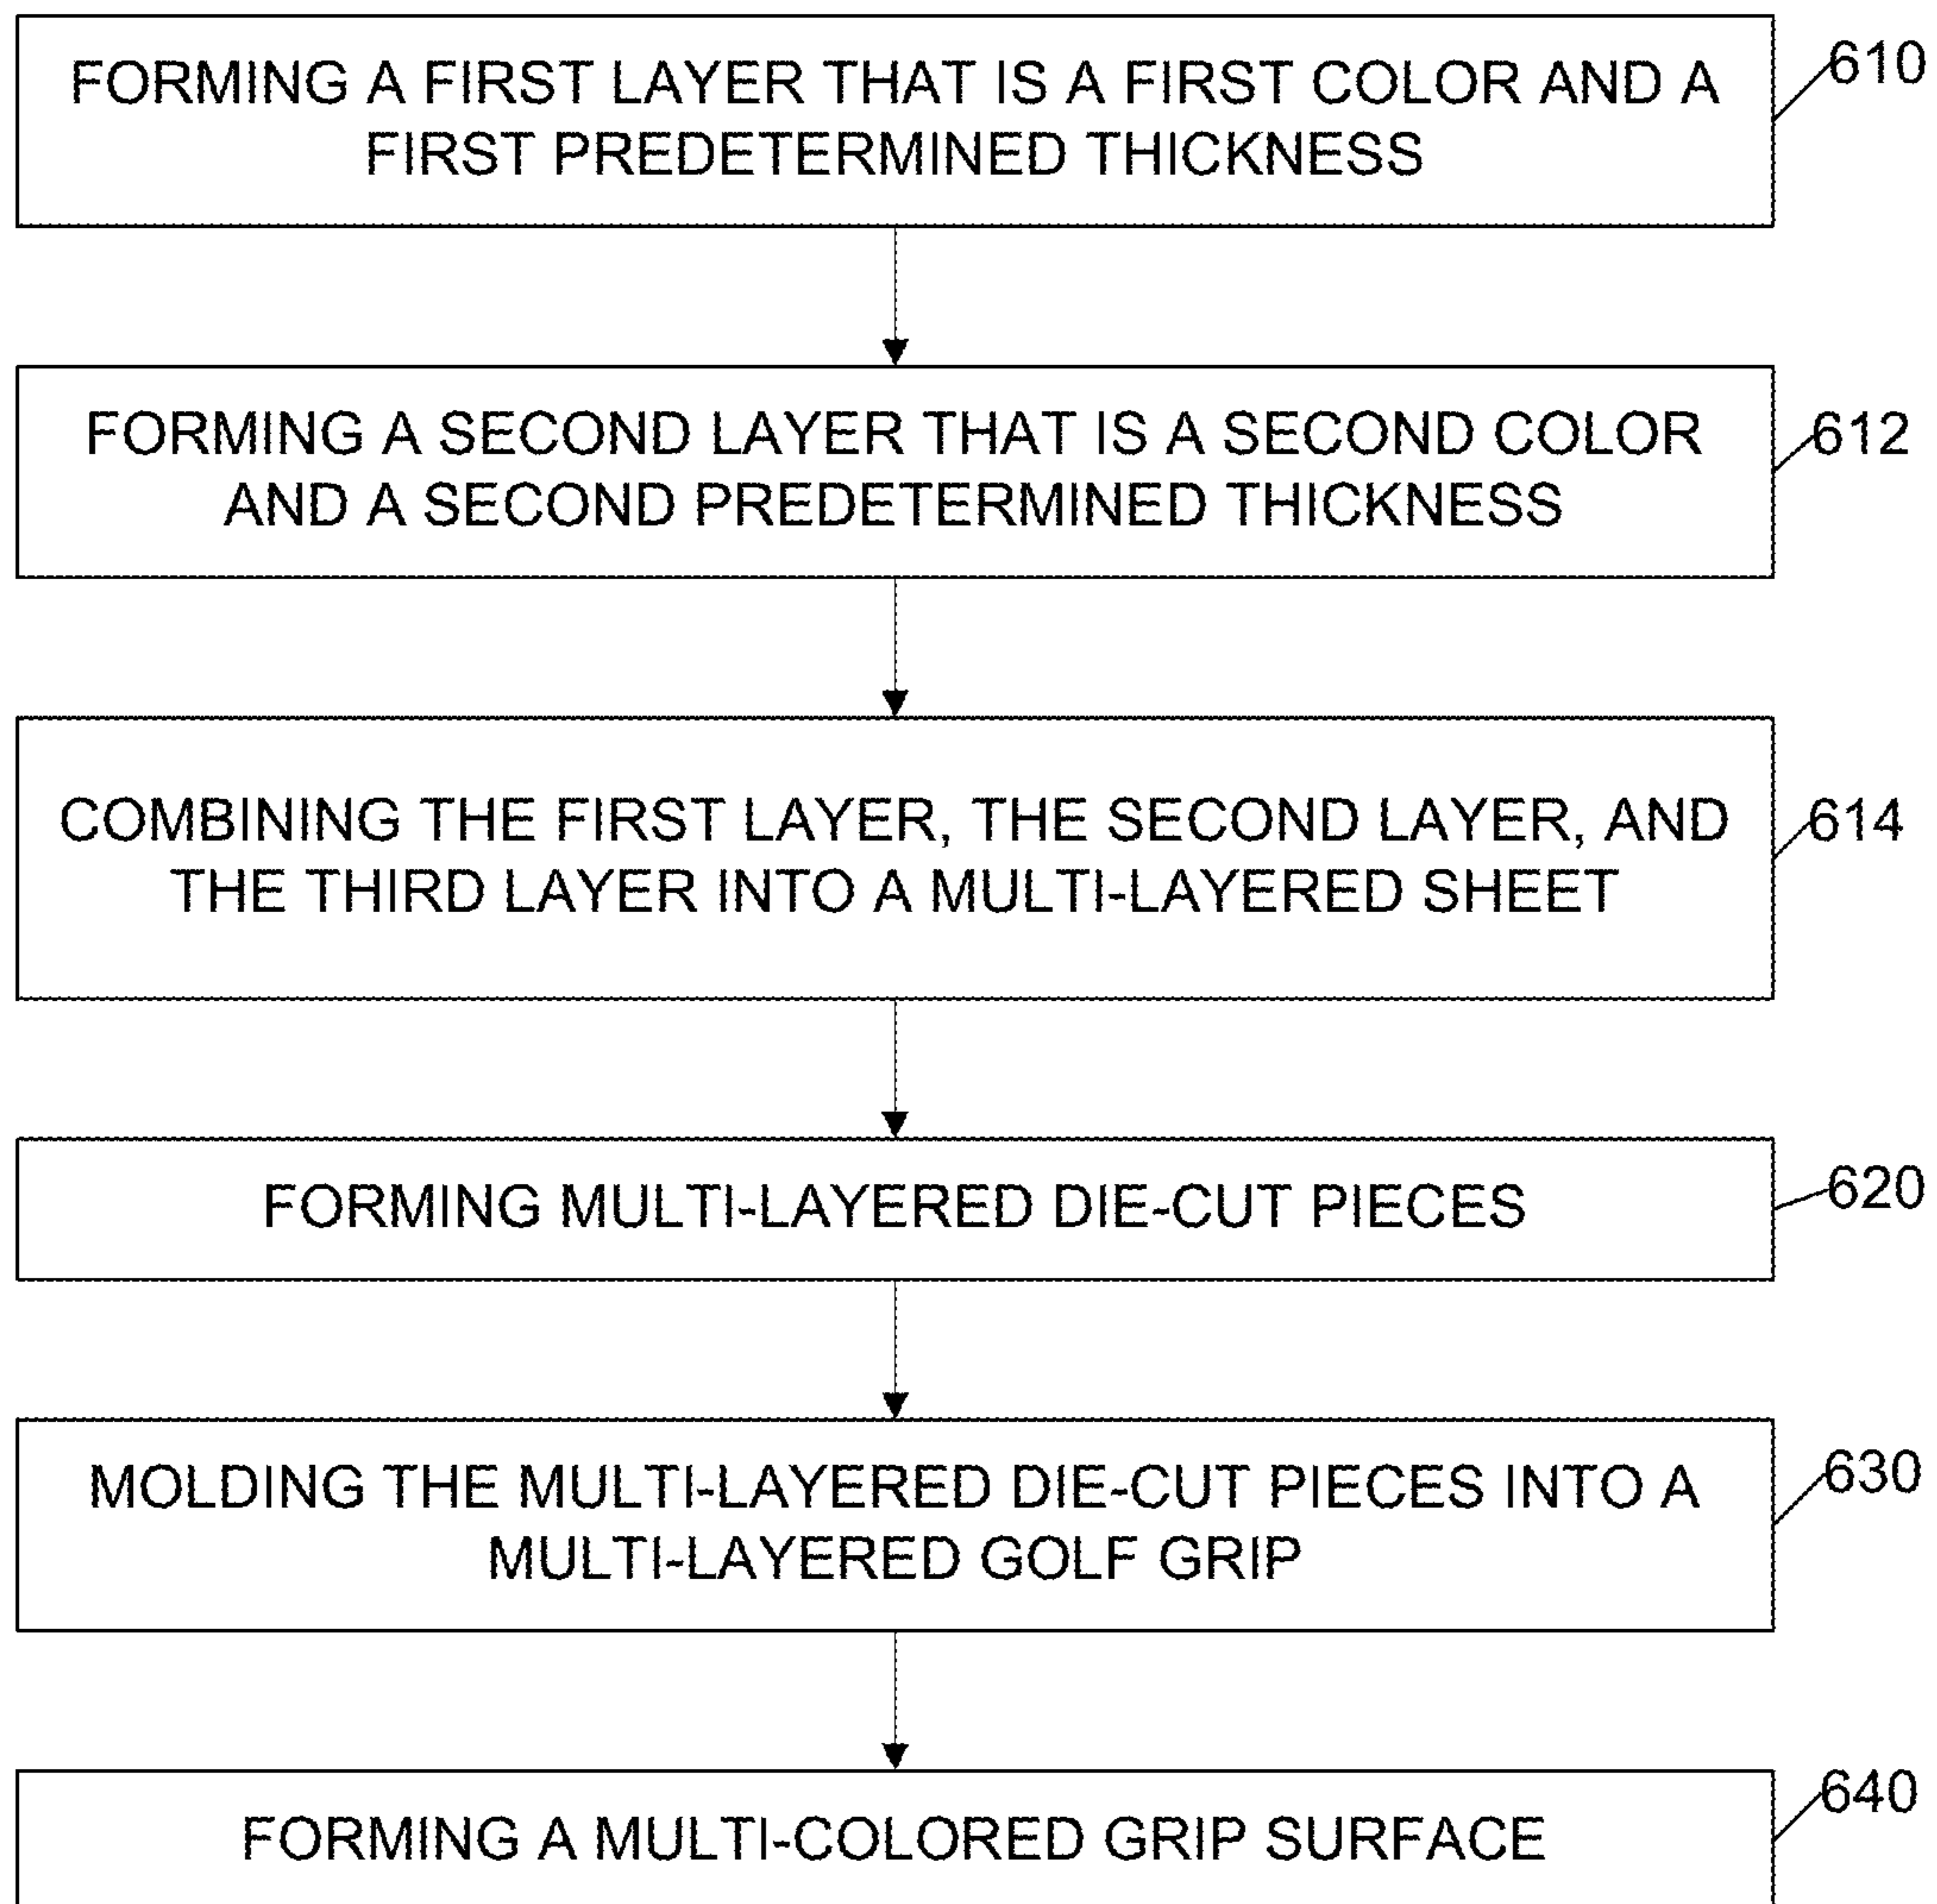 FORMING A FIRST LAYER THAT IS A FIRST COLOR AND A
FIRST PREDETERMINED THICKNESS
610
FORMING A SECOND LAYER THAT IS A SECOND COLOR
AND A SECOND PREDETERMINED THICKNESS
612
COMBINING THE FIRST LAYER, THE SECOND LAYER, AND
THE THIRD LAYER INTO A MULTI-LAYERED SHEET
614
FORMING MULTI-LAYERED DIE-CUT PIECES
620
MOLDING THE MULTI-LAYERED DIE-CUT PIECES INTO A
MULTI-LAYERED GOLF GRIP
630
FORMING A MULTI-COLORED GRIP SURFACE
640